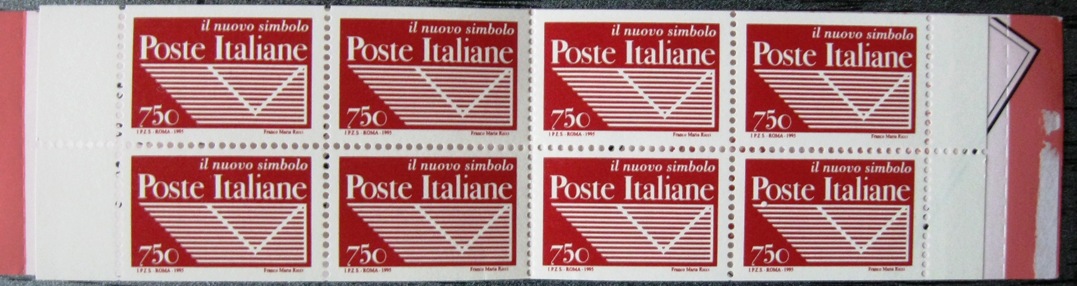 il nuovo simbolo
Poste Italiane
750
I.P.Z.S. - ROMA - 1995 Franco Maria Ricci
il nuovo simbolo
Poste Italiane
750
I.P.Z.S. - ROMA - 1995 Franco Maria Ricci
il nuovo simbolo
Poste Italiane
750
I.P.Z.S. - ROMA - 1995 Franco Maria Ricci
il nuovo simbolo
Poste Italiane
750
I.P.Z.S. - ROMA - 1995 Franco Maria Ricci
il nuovo simbolo
Poste Italiane
750
I.P.Z.S. - ROMA - 1995 Franco Maria Ricci
il nuovo simbolo
Poste Italiane
750
I.P.Z.S. - ROMA - 1995 Franco Maria Ricci
il nuovo simbolo
Poste Italiane
750
I.P.Z.S. - ROMA - 1995 Franco Maria Ricci
il nuovo simbolo
Poste Italiane
750
I.P.Z.S. - ROMA - 1995 Franco Maria Ricci